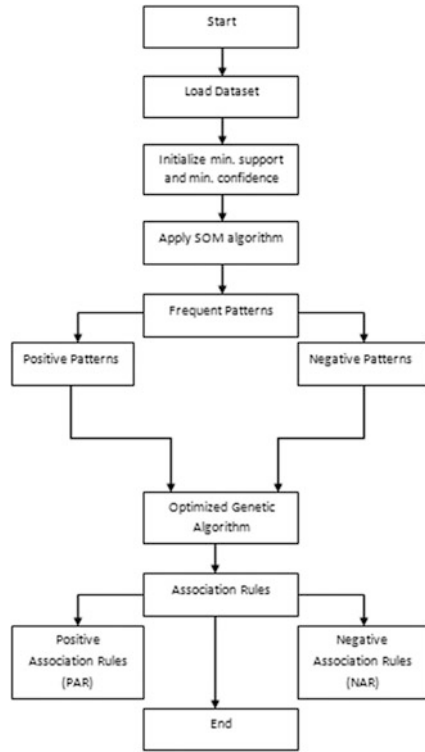 Start
Load Dataset
Initialize min. support
and min. confidence
Apply SOM algorithm
Frequent Patterns
Positive Patterns
Negative Patterns
Optimized Genetic
Algorithm
Association Rules
Positive
Association Rules
(PAR)
Negative
Association Rules
(NAR)
End